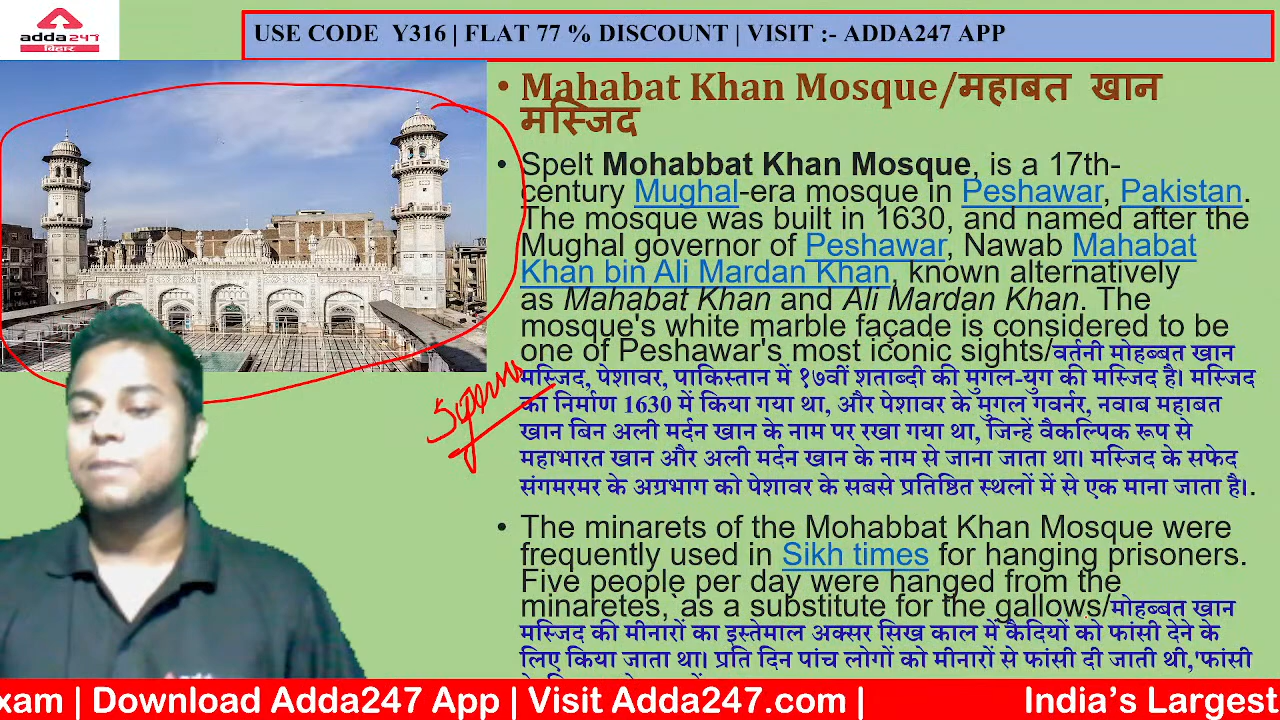 adda247
बिहार
USE CODE Y316 | FLAT 77 % DISCOUNT | VISIT :- ADDA247 APP
• Mahabat Khan Mosque/महाबत खान
मस्जिद
• Spelt Mohabbat Khan Mosque, is a 17th-
century Mughal-era mosque in Peshawar, Pakistan.
The mosque was built in 1630, and named after the
Mughal governor of Peshawar, Nawab Mahabat
Khan bin Ali Mardan Khan, known alternatively
as Mahabat Khan and Ali Mardan Khan. The
mosque's white marble façade is considered to be
one of Peshawar's most iconic sights/वर्तनी मोहब्बत खान
मस्जिद, पेशावर, पाकिस्तान में १७वीं शताब्दी की मुगल-युग की मस्जिद है। मस्जिद
का निर्माण 1630 में किया गया था, और पेशावर के मुगल गवर्नर, नवाब महाबत
खान बिन अली मर्दन खान के नाम पर रखा गया था, जिन्हें वैकल्पिक रूप से
महाभारत खान और अली मर्दन खान के नाम से जाना जाता था। मस्जिद के सफेद
संगमरमर के अग्रभाग को पेशावर के सबसे प्रतिष्ठित स्थलों में से एक माना जाता है।.
• The minarets of the Mohabbat Khan Mosque were
frequently used in Sikh times for hanging prisoners.
Five people per day were hanged from the
minaretes, as a substitute for the gallows/मोहब्बत खान
मस्जिद की मीनारों का इस्तेमाल अक्सर सिख काल में कैदियों को फांसी देने के
लिए किया जाता था। प्रति दिन पांच लोगों को मीनारों से फांसी दी जाती थी,'फांसी
xam | Download Adda247 App | Visit Adda247.com | India's Largest